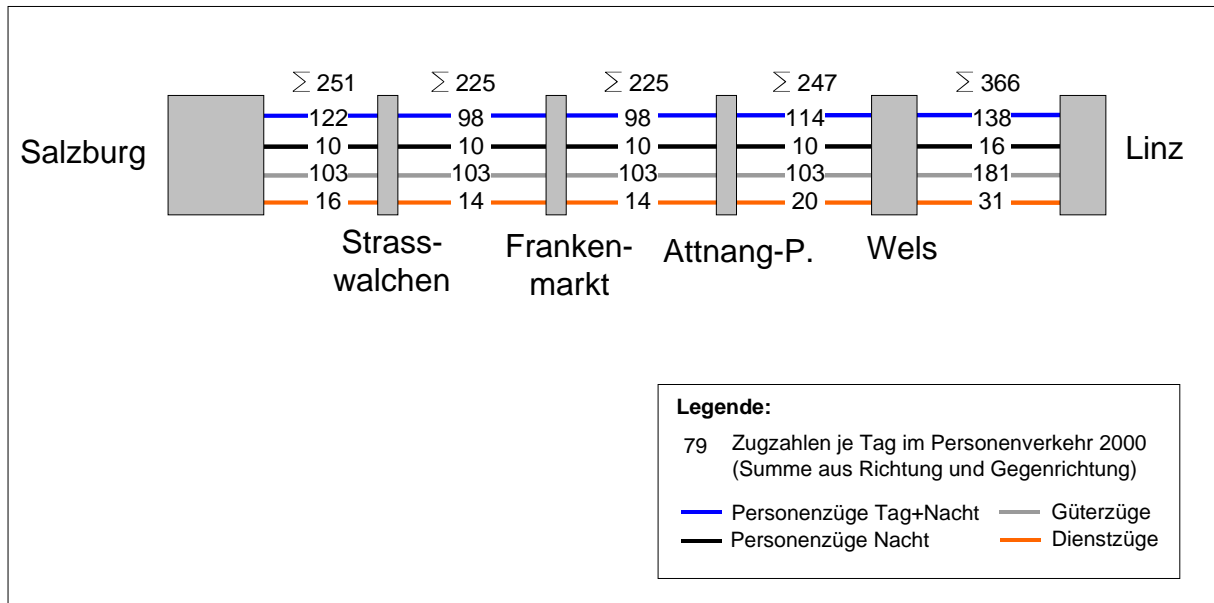 ∑ 251 ∑ 225 ∑ 225 ∑ 247 ∑ 366
122 98 98 114 138
Salzburg 10 10 10 10 16 Linz
103 103 103 103 181
16 14 14 20 31
Strass-
walchen
Franken-
markt
Attnang-P.
Wels
Legende:
79 Zugzahlen je Tag im Personenverkehr 2000
(Summe aus Richtung und Gegenrichtung)
Personenzüge Tag+Nacht Güterzüge
Personenzüge Nacht Dienstzüge